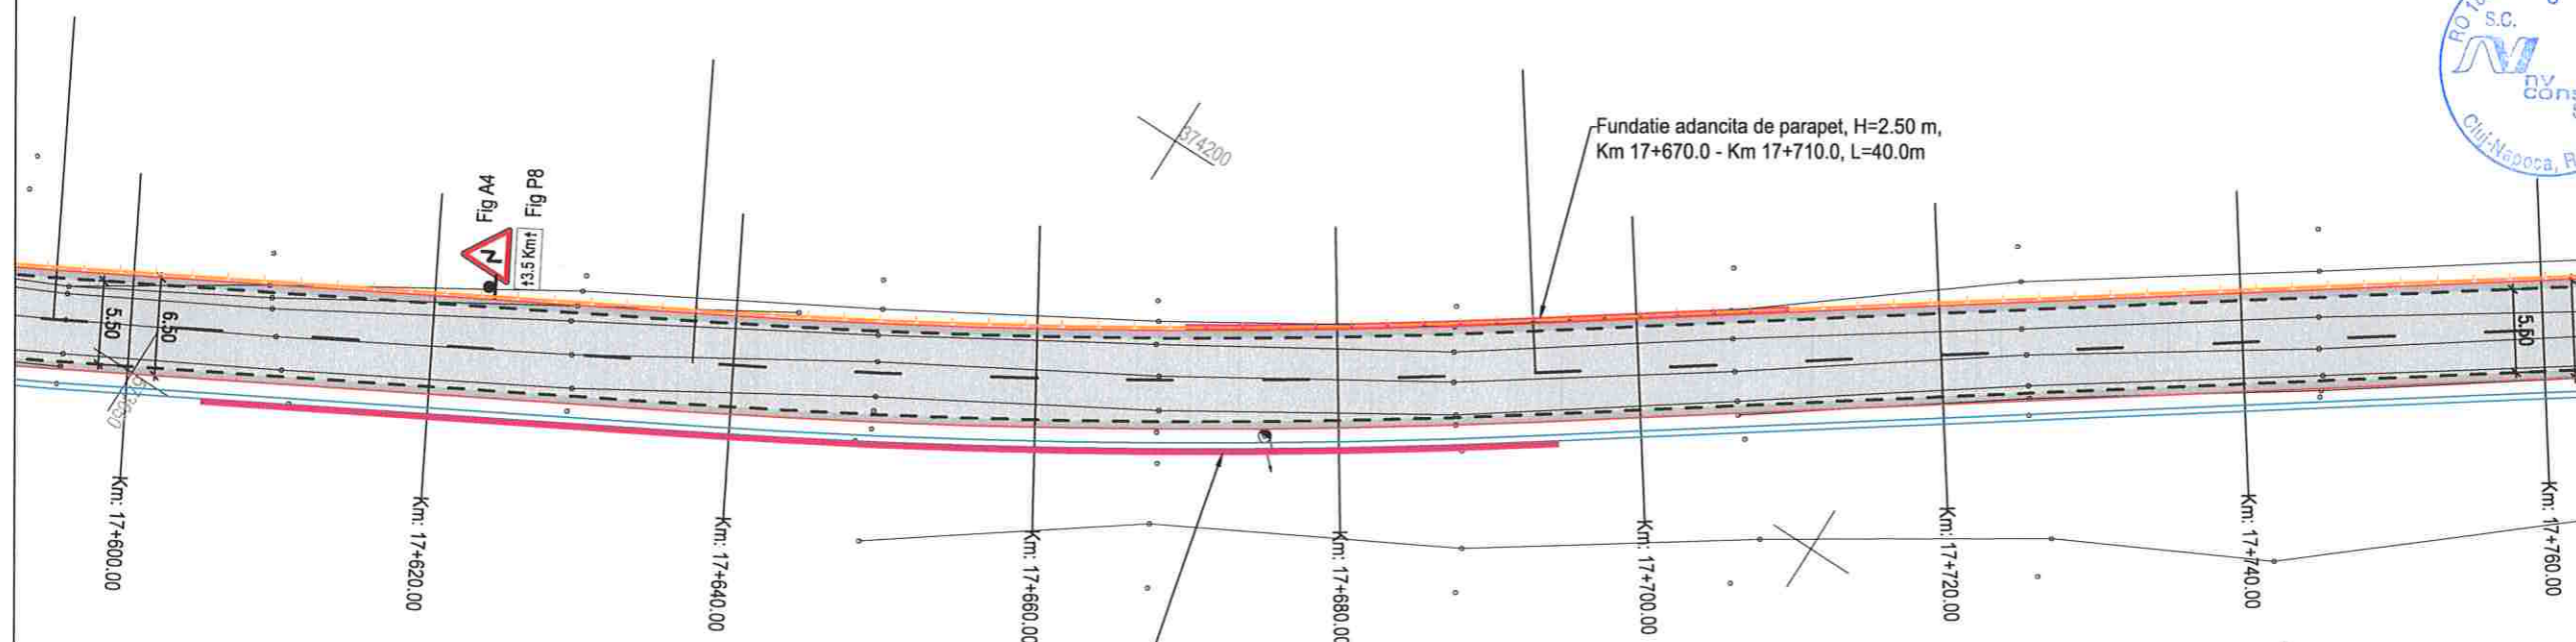 Fundatie adancita de parapet, H=2.50 m,
Km 17+670.0 - Km 17+710.0, L=40.0m
Fig A4
Fig P8
3.5 Km
374200
5.50
6.50
5.50
Km: 17+600.00
Km: 17+620.00
Km: 17+640.00
Km: 17+660.00
Km: 17+680.00
Km: 17+700.00
Km: 17+720.00
Km: 17+740.00
Km: 17+760.00
S.C.
nv
Cluj-Napoca, R